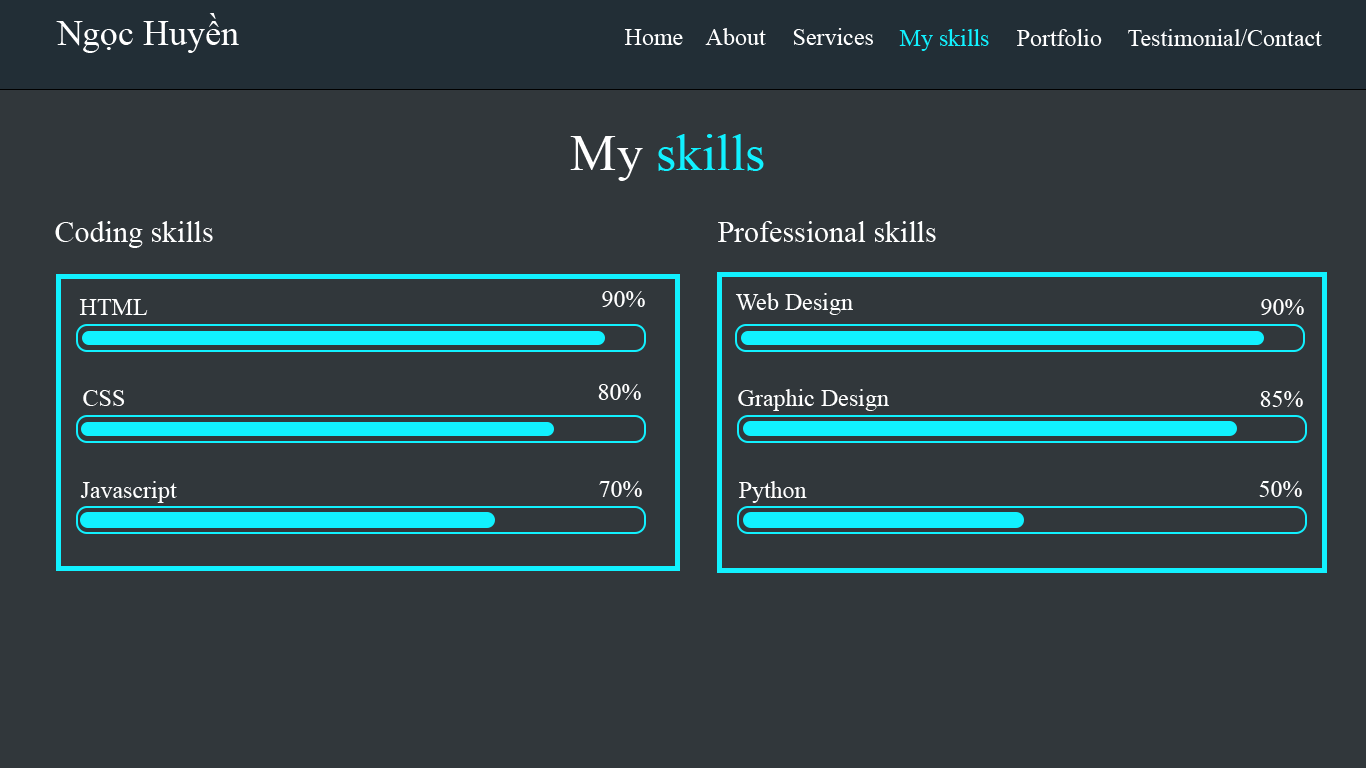 Ngọc Huyền
Home About Services My skills Portfolio Testimonial/Contact
My skills
Coding skills
HTML 90%
CSS 80%
Javascript 70%
Professional skills
Web Design 90%
Graphic Design 85%
Python 50%